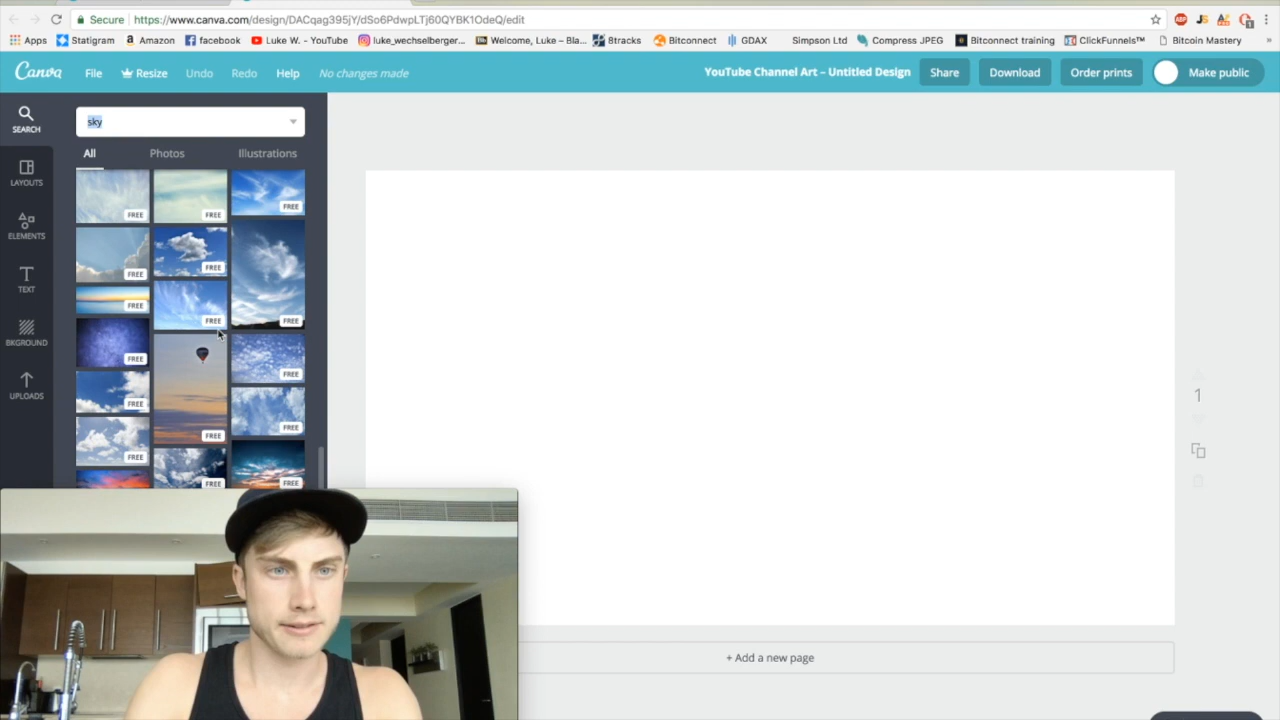 Secure https://www.canva.com/design/DACqag395jY/dSo6PdwpLTj60QYBK1OdeQ/edit
Apps Statigram Amazon facebook Luke W. - YouTube luke_wechselberger... Welcome, Luke – Bla... 8tracks Bitconnect GDAX Simpson Ltd Compress JPEG Bitconnect training ClickFunnels™ Bitcoin Mastery »
Canva File Resize Undo Redo Help No changes made YouTube Channel Art – Untitled Design Share Download Order prints Make public
SEARCH
LAYOUTS
ELEMENTS
TEXT
BKGROUND
UPLOADS
sky
All Photos Illustrations
FREE FREE FREE
FREE FREE
FREE FREE FREE
FREE FREE
FREE FREE
FREE FREE
FREE FREE
1
+ Add a new page